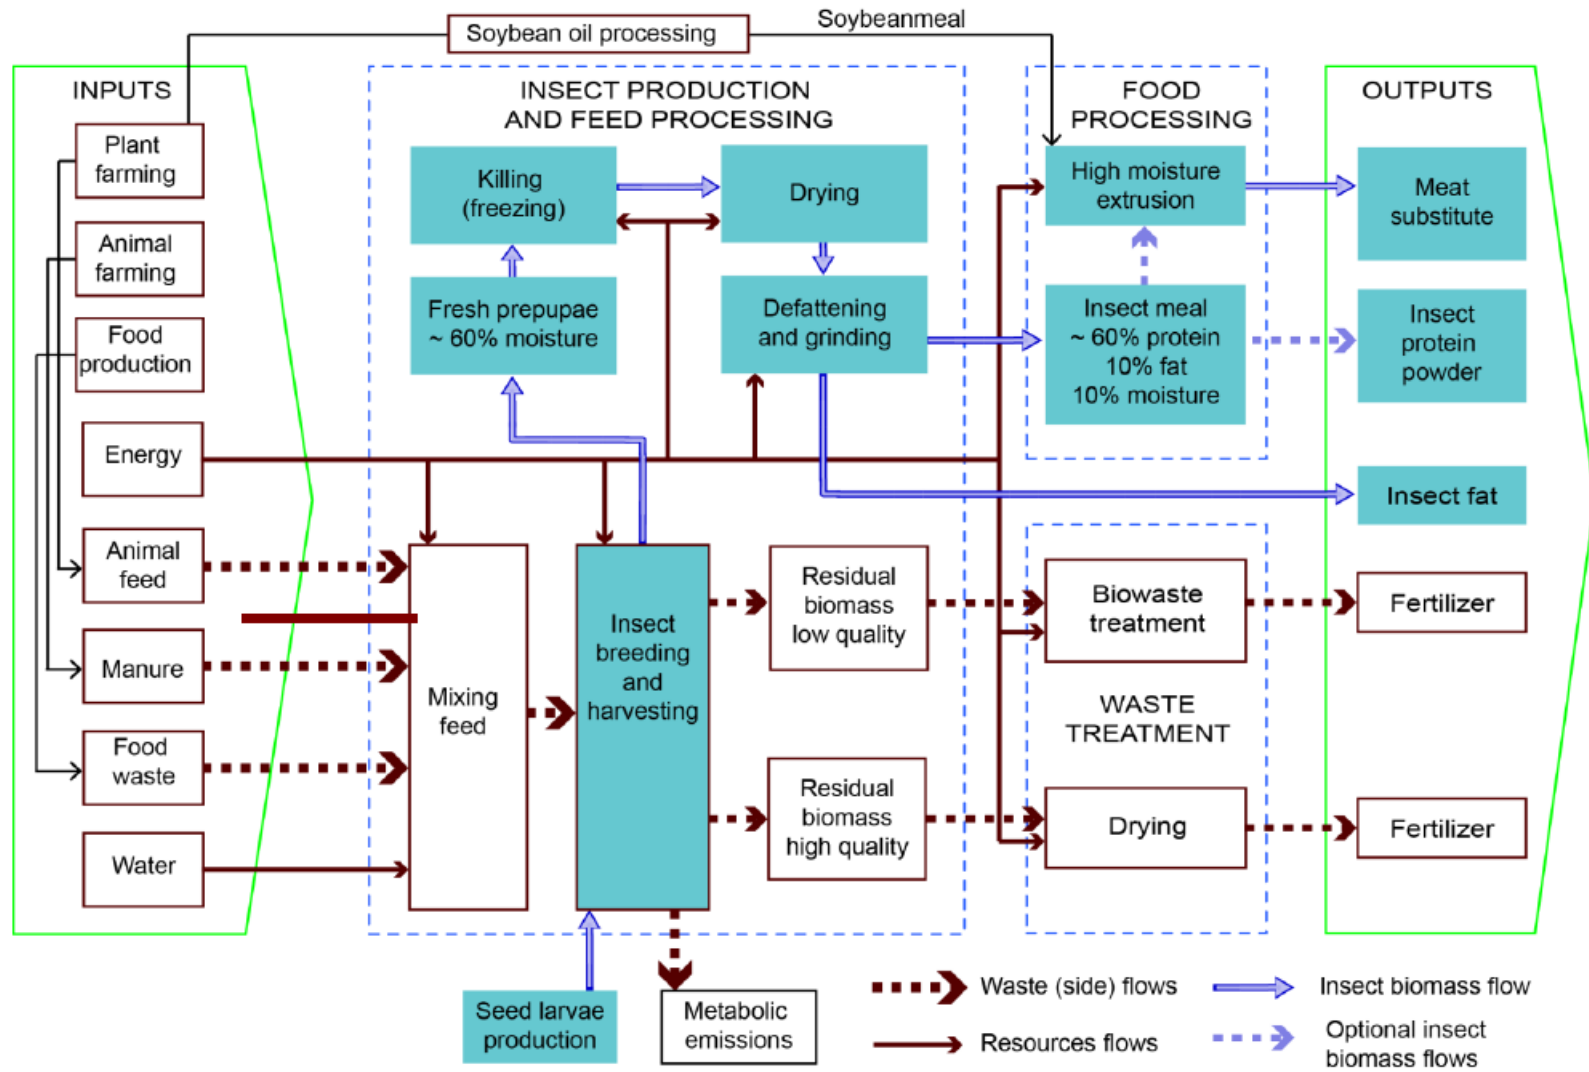 Soybeanmeal
Soybean oil processing
INPUTS
Plant
farming
Animal
farming
Food
production
Energy
Animal
feed
Manure
Food
waste
Water
INSECT PRODUCTION
AND FEED PROCESSING
Killing
(freezing)
Drying
Fresh prepupae
~ 60% moisture
Defattening
and grinding
Mixing
feed
Insect
breeding
and
harvesting
Residual
biomass
low quality
Residual
biomass
high quality
Seed larvae
production
Metabolic
emissions
FOOD
PROCESSING
High moisture
extrusion
Insect meal
~ 60% protein
10% fat
10% moisture
Biowaste
treatment
WASTE
TREATMENT
Drying
OUTPUTS
Meat
substitute
Insect
protein
powder
Insect fat
Fertilizer
Fertilizer
Waste (side) flows
Insect biomass flow
Resources flows
Optional insect
biomass flows